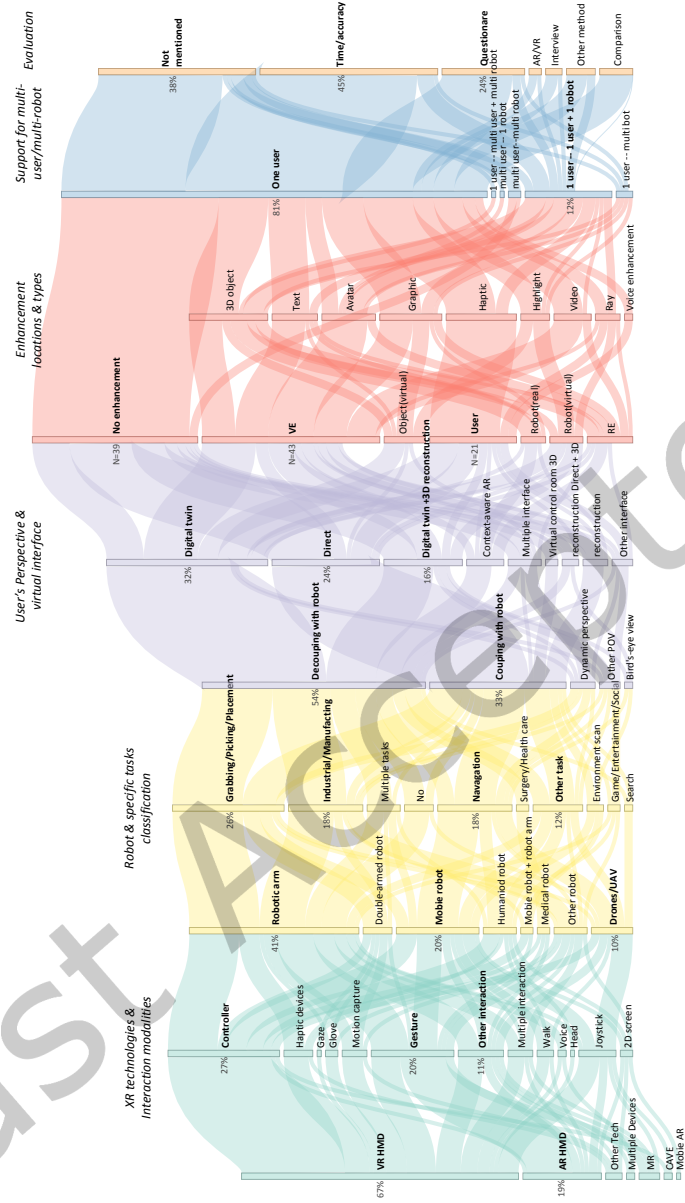 XR technologies &
Interaction modalities
VR HMD
67%
AR HMD
19%
Other Tech
Multiple Devices
MR
CAVE
Mobie AR
Controller
27%
Haptic devices
Gaze
Glove
Motion capture
Gesture
20%
Other interaction
11%
Multiple interaction
Walk
Voice
Head
Joystick
2D screen
Robot & specific tasks
classification
Robotic arm
41%
Double-armed robot
Mobie robot
20%
Humaniod robot
Mobie robot + robot arm
Medical robot
Other robot
Drones/UAV
10%
Grabbing/Picking/Placement
26%
Industrial/Manufacting
18%
Multiple tasks
No
Navagation
18%
Surgery/Health care
Other task
12%
Environment scan
Game/Entertainment/Social
Search
User's Perspective &
virtual interface
Decouping with robot
54%
Couping with robot
33%
Dynamic perspective
Other POV
Bird's-eye view
Digital twin
32%
Direct
24%
Digital twin +3D reconstruction
16%
Context-aware AR
Multiple interface
Virtual control room 3D
reconstruction Direct + 3D
reconstruction
Other interface
Enhancement
locations & types
No enhancement
N=39
VE
N=43
Object(virtual)
User
N=21
Robot(real)
Robot(virtual)
RE
3D object
Text
Avatar
Graphic
Haptic
Highlight
Video
Ray
Voice enhancement
Support for multi-
user/multi-robot
One user
81%
1 user -- multi user + multi robot
multi user -- 1 robot
multi user--multi robot
1 user -- 1 user + 1 robot
12%
1 user -- multi bot
Evaluation
Not
mentioned
38%
Time/accuracy
45%
Questionare
24%
AR/VR
Interview
Other method
Comparison
ust Accepte